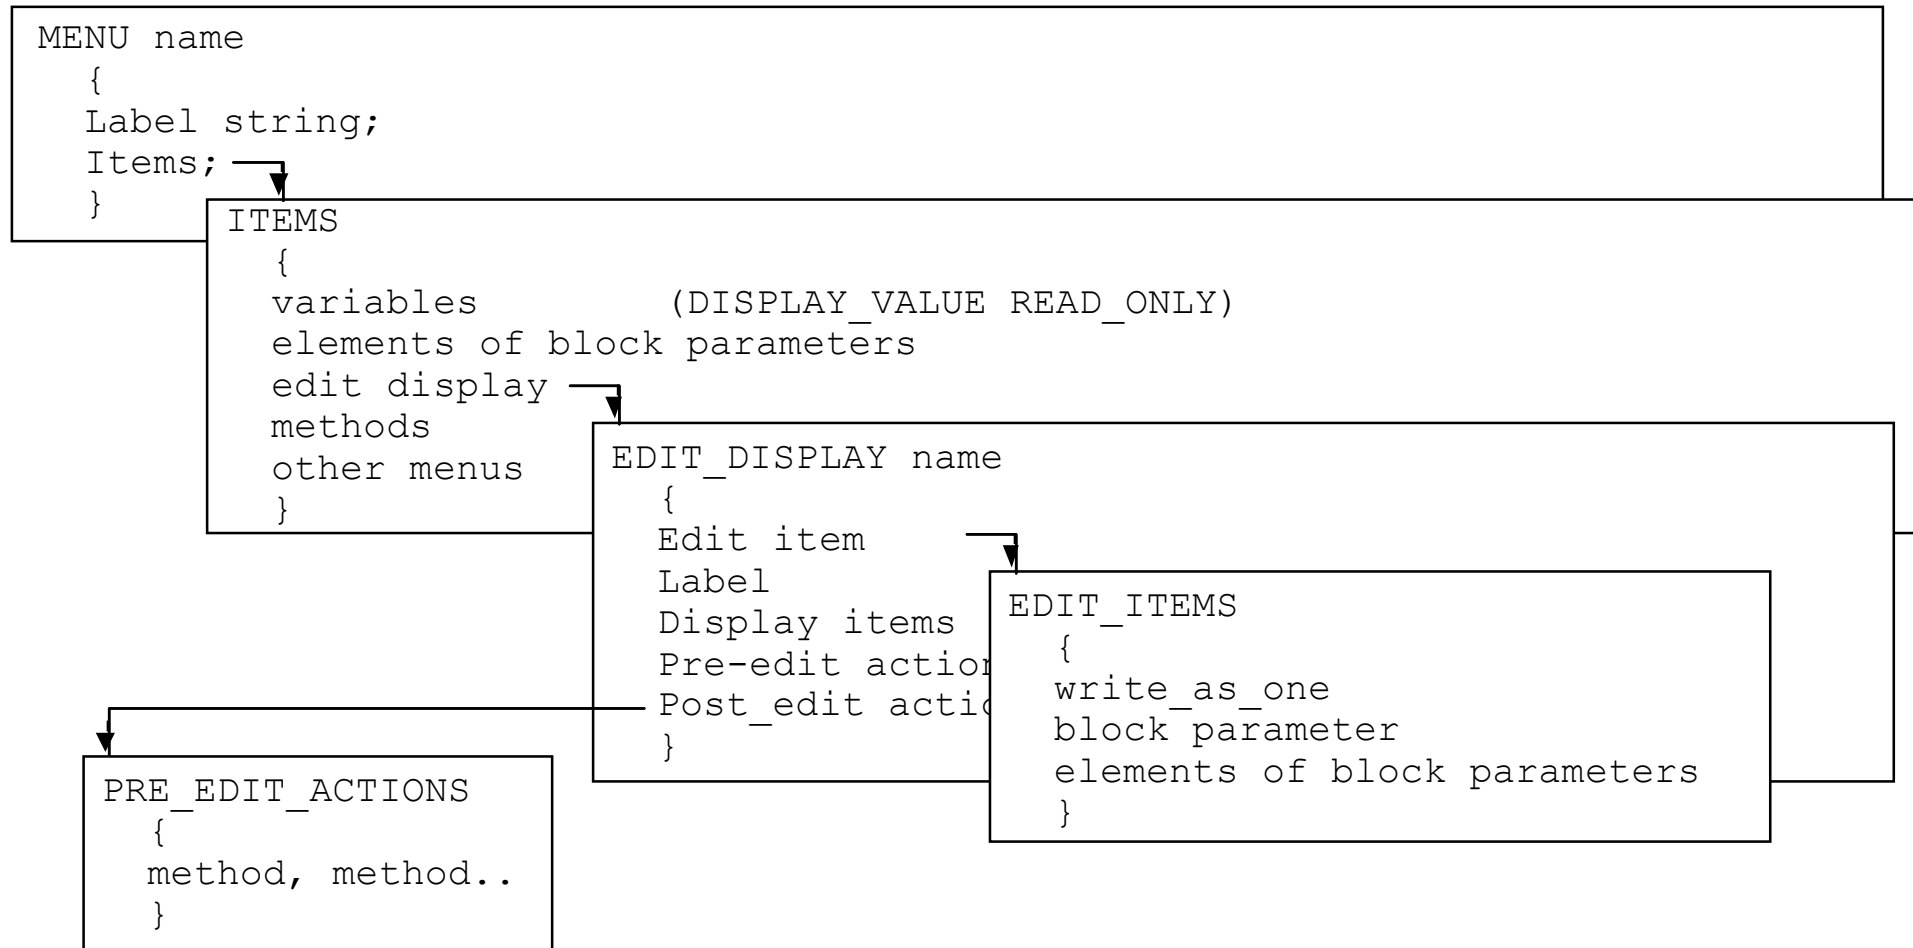 MENU name
{
Label string;
Items;
}
ITEMS
{
variables (DISPLAY_VALUE READ_ONLY)
elements of block parameters
edit display
methods
other menus
}
EDIT_DISPLAY name
{
Edit item
Label
Display items
Pre-edit action
Post_edit actio
}
EDIT_ITEMS
{
write_as_one
block parameter
elements of block parameters
}
PRE_EDIT_ACTIONS
{
method, method..
}